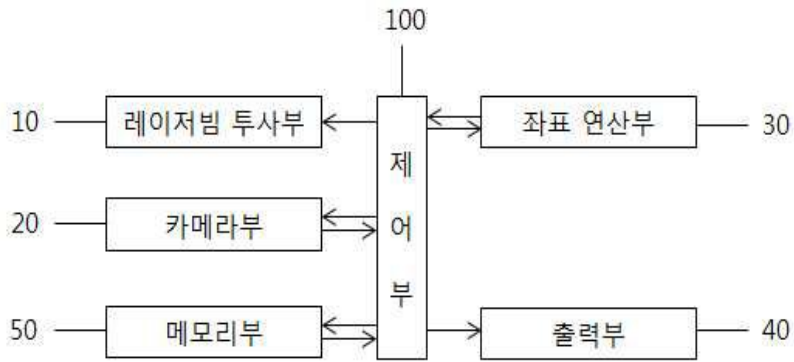 100
10 레이저빔 투사부
좌표 연산부 30
제
어
부
20 카메라부
50 메모리부
출력부 40